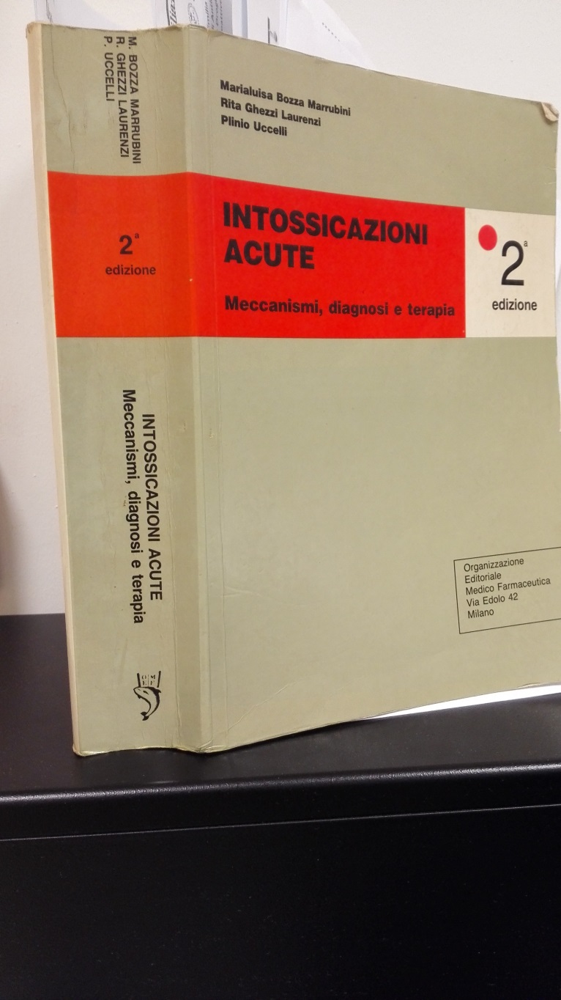 M. BOZZA MARRUBINI
R. GHEZZI LAURENZI
P. UCCELLI
2ª
edizione
INTOSSICAZIONI ACUTE
Meccanismi, diagnosi e terapia
Marialuisa Bozza Marrubini
Rita Ghezzi Laurenzi
Plinio Uccelli
INTOSSICAZIONI
ACUTE
Meccanismi, diagnosi e terapia
2ª
edizione
Organizzazione
Editoriale
Medico Farmaceutica
Via Edolo 42
Milano